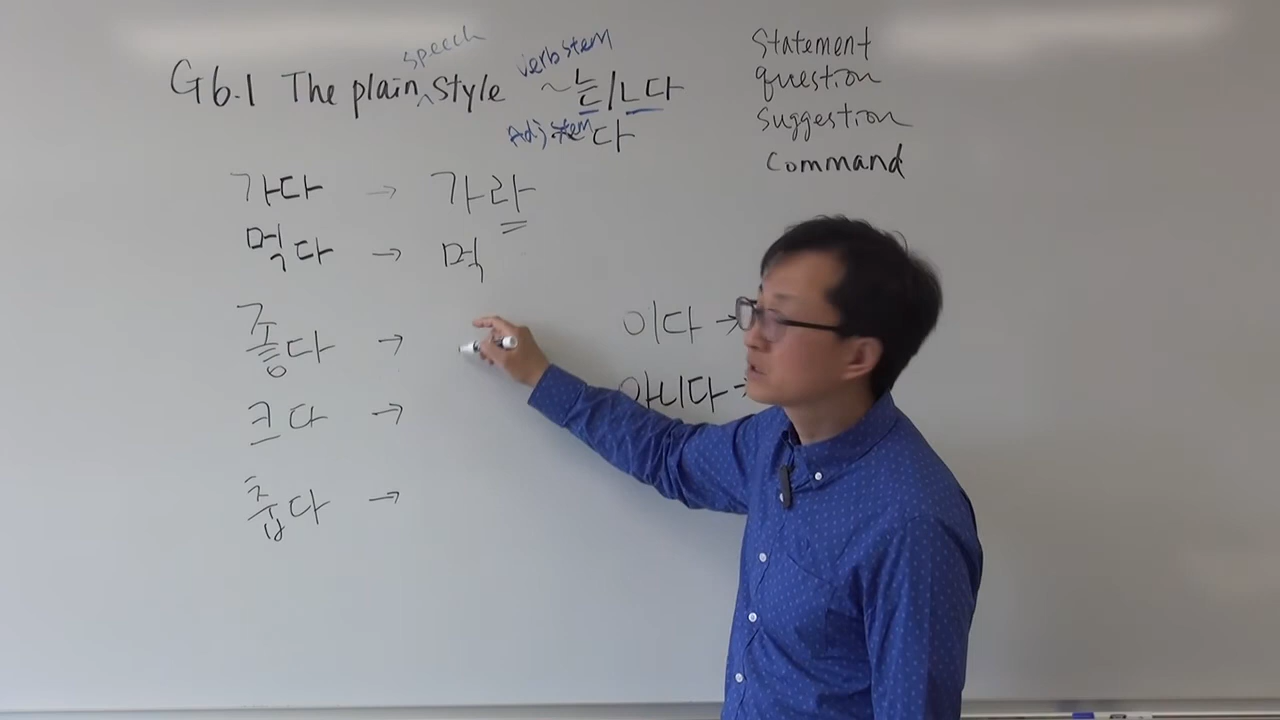 G6.1 The plain speech style verb stem ~는/ㄴ다
Adj stem 다
가다 → 가라
먹다 → 먹
좋다 →
크다 →
춥다 →
이다 →
아니다 →
Statement
question
Suggestion
Command